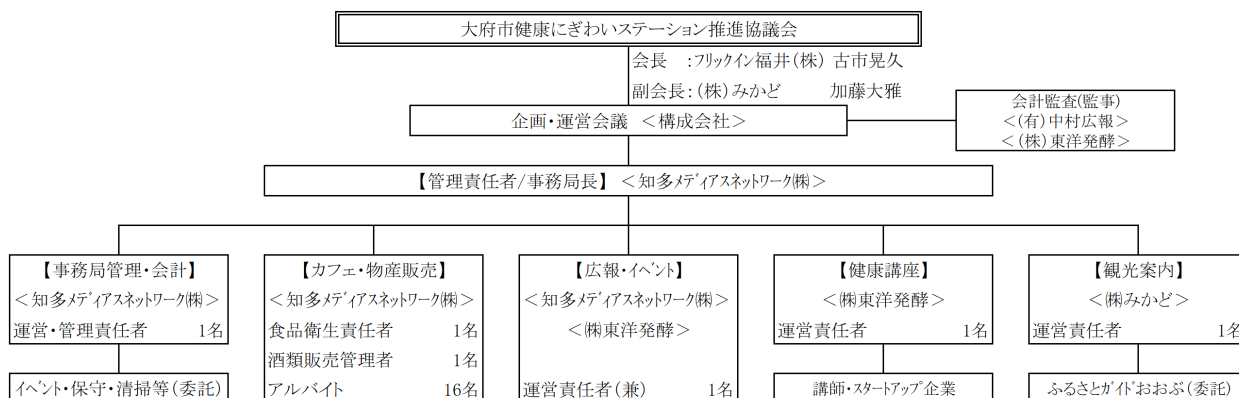 大府市健康にぎわいステーション推進協議会
会長　：フリックイン福井(株)　古市晃久
副会長：(株)みかど　加藤大雅
企画・運営会議　＜構成会社＞
会計監査(監事)
＜(有)中村広報＞
＜(株)東洋発酵＞
【管理責任者/事務局長】　＜知多メディアスネットワーク㈱＞
【事務局管理・会計】
＜知多メディアスネットワーク㈱＞
運営・管理責任者　1名
イベント・保守・清掃等(委託)
【カフェ・物産販売】
＜知多メディアスネットワーク㈱＞
食品衛生責任者　1名
酒類販売管理者　1名
アルバイト　16名
【広報・イベント】
＜知多メディアスネットワーク㈱＞
＜㈱東洋発酵＞
運営責任者(兼)　1名
【健康講座】
＜㈱東洋発酵＞
運営責任者　1名
講師・スタートアップ企業
【観光案内】
＜㈱みかど＞
運営責任者　1名
ふるさとガイドおおぶ(委託)